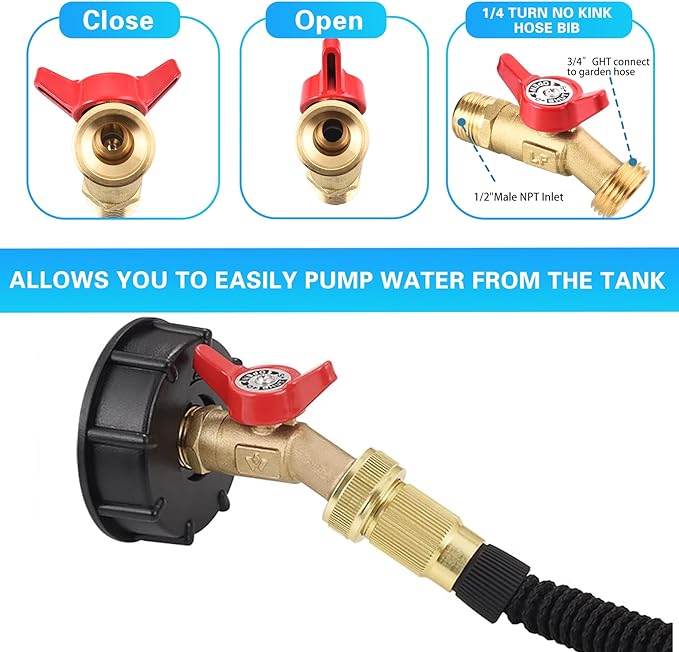 Close
Open
1/4 TURN NO KINK
HOSE BIB
3/4" GHT connect
to garden hose
LF
1/2"Male NPT Inlet
ALLOWS YOU TO EASILY PUMP WATER FROM THE TANK